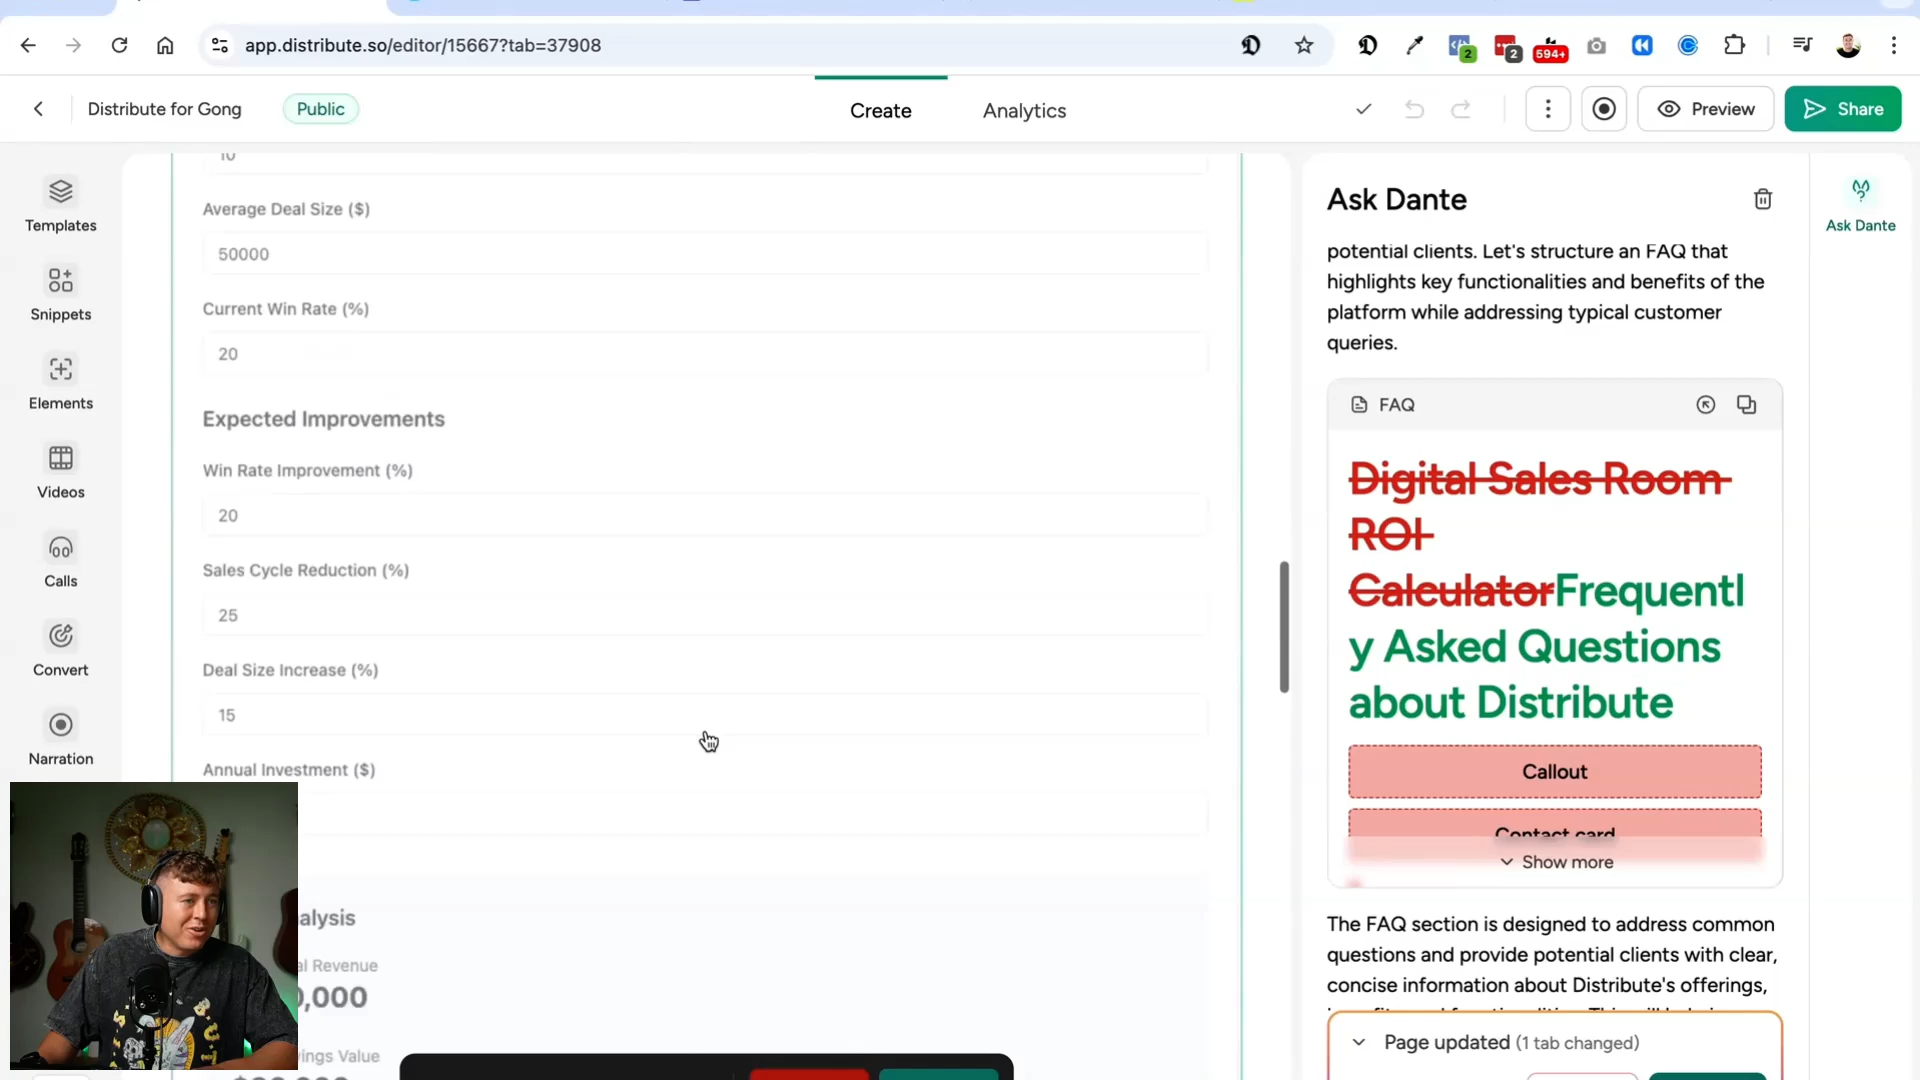 app.distribute.so/editor/15667?tab=37908
2
2
594+
Distribute for Gong
Public
Create
Analytics
Preview
Share
Templates
Snippets
Elements
Videos
Calls
Convert
Narration
10
Average Deal Size ($)
50000
Current Win Rate (%)
20
Expected Improvements
Win Rate Improvement (%)
20
Sales Cycle Reduction (%)
25
Deal Size Increase (%)
15
Annual Investment ($)
alysis
al Revenue
0,000
ings Value
Ask Dante
potential clients. Let's structure an FAQ that
highlights key functionalities and benefits of the
platform while addressing typical customer
queries.
FAQ
Digital Sales Room
ROI
CalculatorFrequentl
y Asked Questions
about Distribute
Callout
Contact card
Show more
The FAQ section is designed to address common
questions and provide potential clients with clear,
concise information about Distribute's offerings,
Page updated (1 tab changed)
Ask Dante